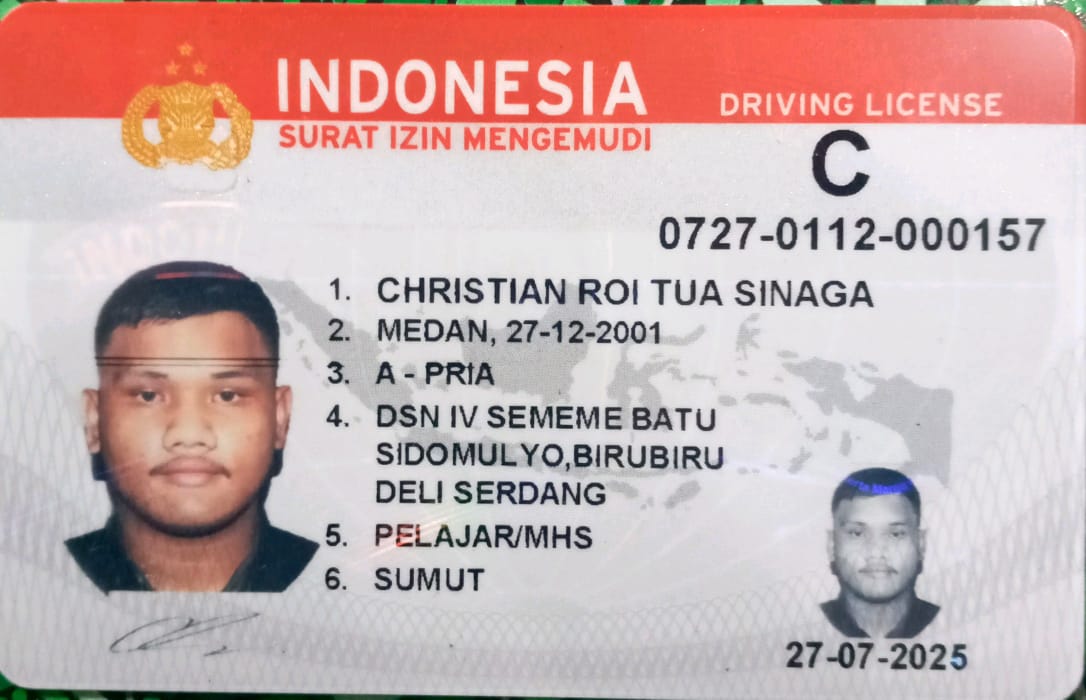 INDONESIA
SURAT IZIN MENGEMUDI
DRIVING LICENSE
C
0727-0112-000157
1. CHRISTIAN ROI TUA SINAGA
2. MEDAN, 27-12-2001
3. A - PRIA
4. DSN IV SEMEME BATU
SIDOMULYO,BIRUBIRU
DELI SERDANG
5. PELAJAR/MHS
6. SUMUT
27-07-2025